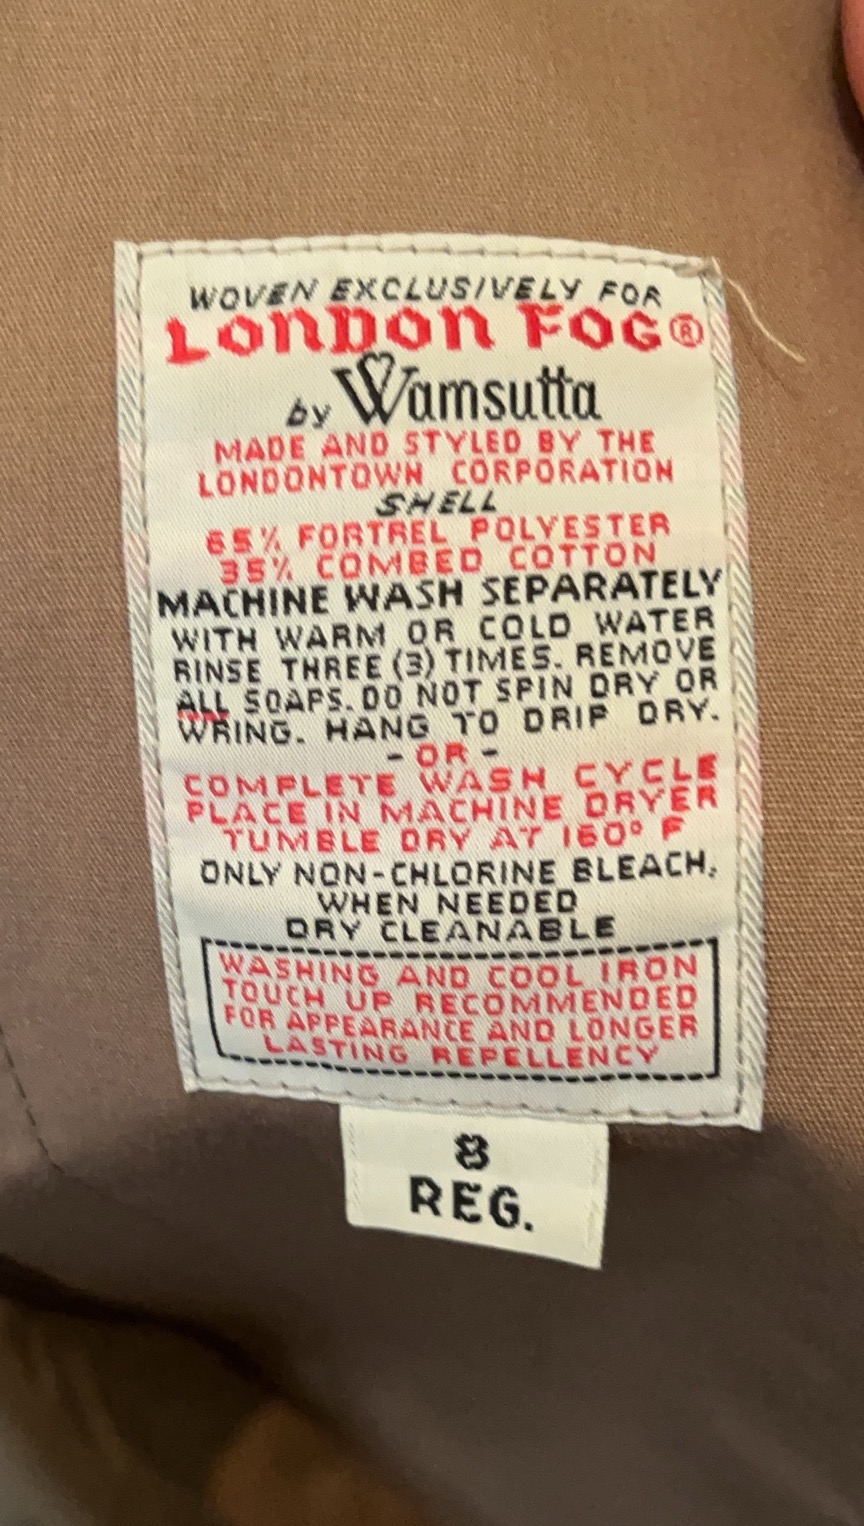 WOVEN EXCLUSIVELY FOR
LONDON FOG®
by Wamsutta
MADE AND STYLED BY THE
LONDONTOWN CORPORATION
SHELL
65% FORTREL POLYESTER
35% COMBED COTTON
MACHINE WASH SEPARATELY
WITH WARM OR COLD WATER
RINSE THREE (3) TIMES. REMOVE
ALL SOAPS. DO NOT SPIN DRY OR
WRING. HANG TO DRIP DRY.
- OR -
COMPLETE WASH CYCLE
PLACE IN MACHINE DRYER
TUMBLE DRY AT 160° F
ONLY NON-CHLORINE BLEACH,
WHEN NEEDED
DRY CLEANABLE
WASHING AND COOL IRON
TOUCH UP RECOMMENDED
FOR APPEARANCE AND LONGER
LASTING REPELLENCY
8
REG.